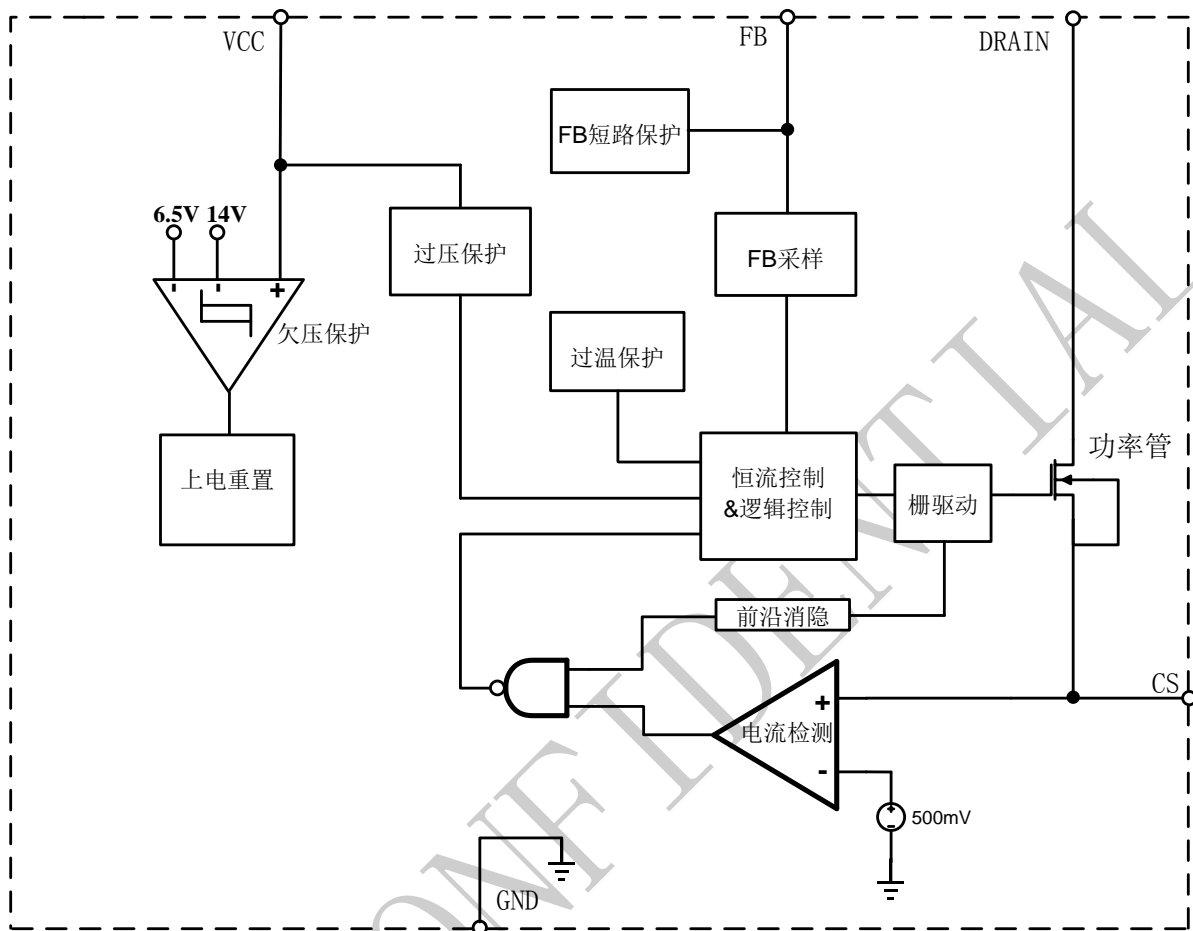 VCC
FB
DRAIN
FB短路保护
6.5V 14V
过压保护
FB采样
- - +
欠压保护
过温保护
上电重置
恒流控制
&逻辑控制
栅驱动
功率管
前沿消隐
CS
+
电流检测
-
+
-
500mV
GND
CONFIDENTIAL